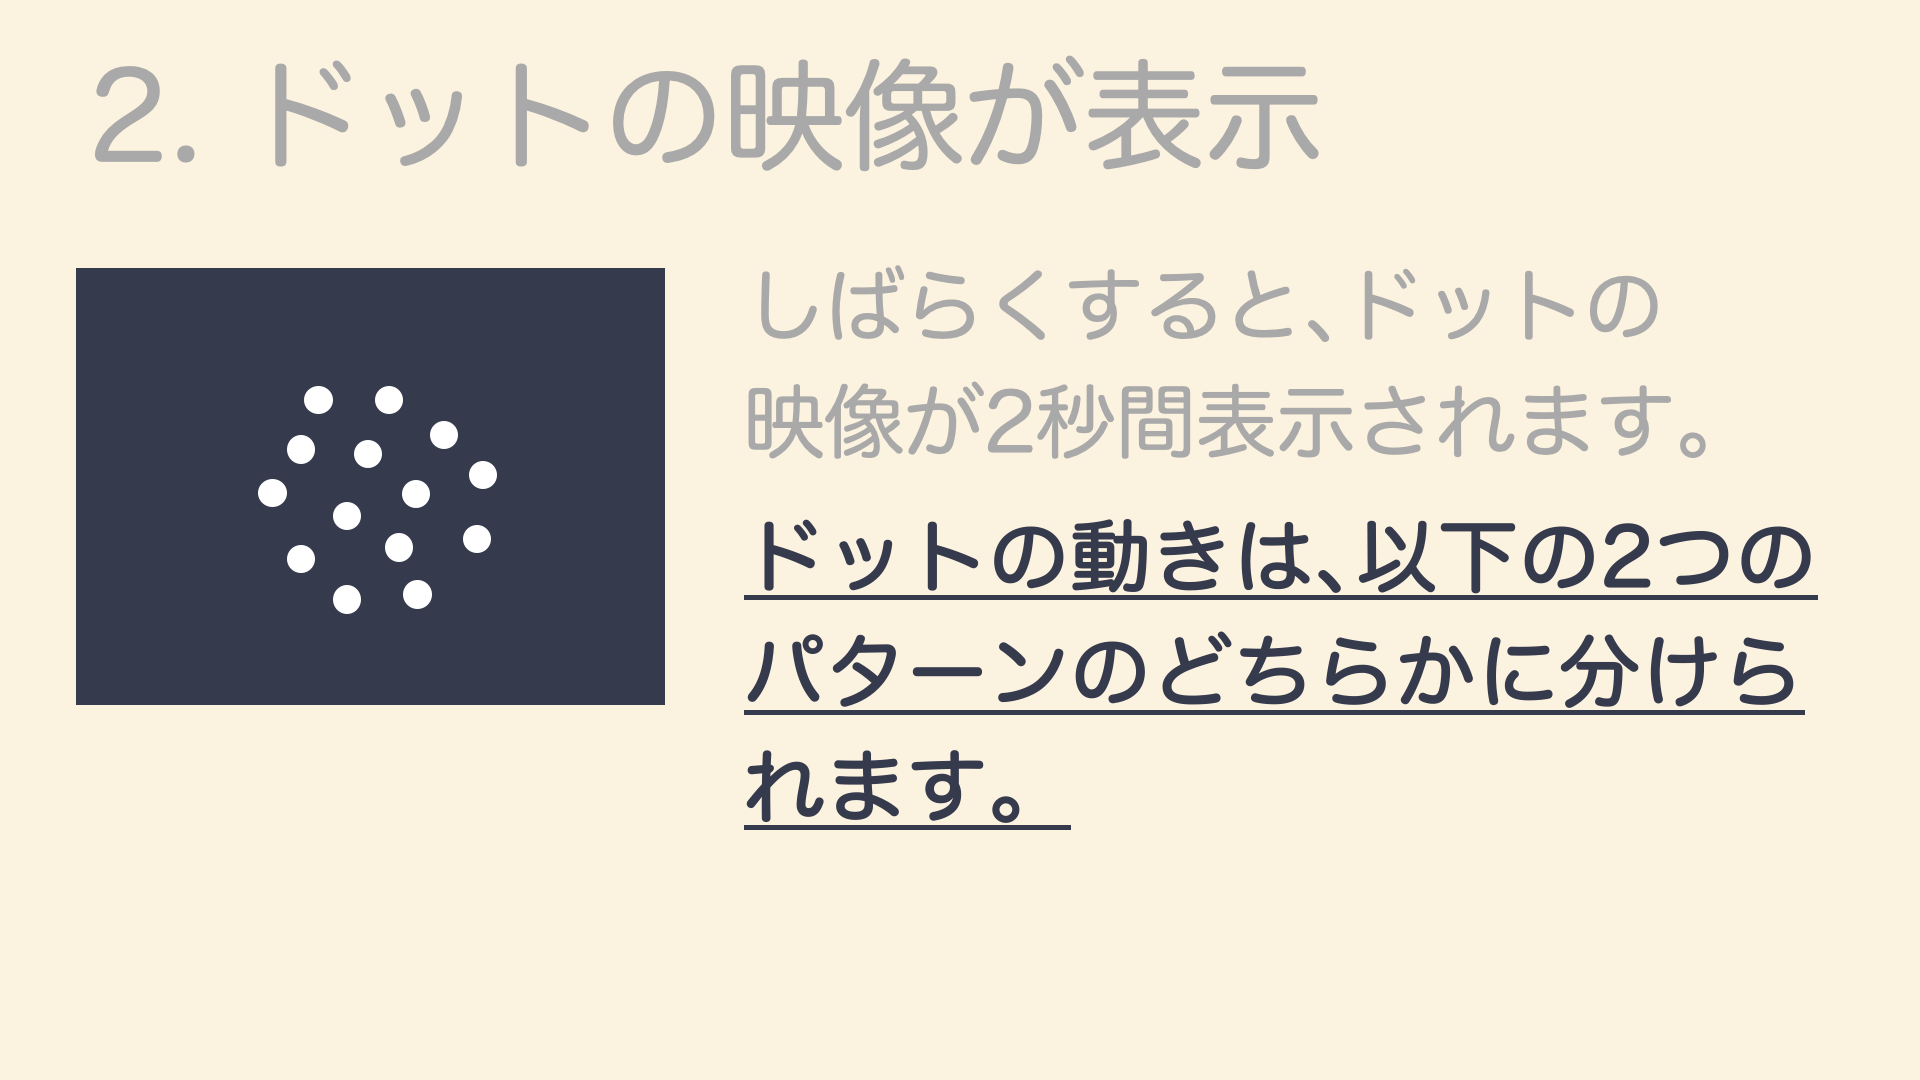 2. ドットの映像が表示
しばらくすると、ドットの
映像が2秒間表示されます。
ドットの動きは、以下の2つの
パターンのどちらかに分けら
れます。